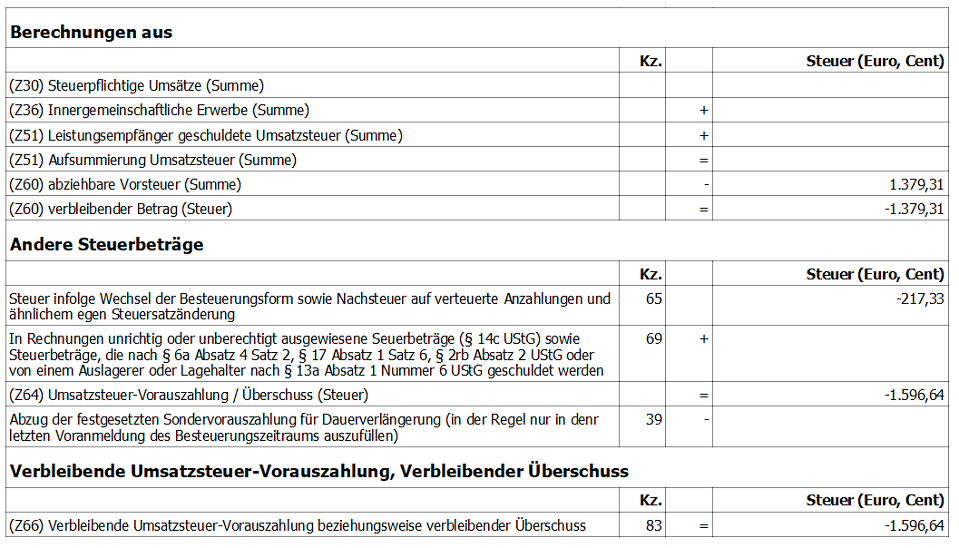 Berechnungen aus
Kz. Steuer (Euro, Cent)
(Z30) Steuerpflichtige Umsätze (Summe)
(Z36) Innergemeinschaftliche Erwerbe (Summe) +
(Z51) Leistungsempfänger geschuldete Umsatzsteuer (Summe) +
(Z51) Aufsummierung Umsatzsteuer (Summe) =
(Z60) abziehbare Vorsteuer (Summe) - 1.379,31
(Z60) verbleibender Betrag (Steuer) = -1.379,31
Andere Steuerbeträge
Kz. Steuer (Euro, Cent)
Steuer infolge Wechsel der Besteuerungsform sowie Nachsteuer auf verteuerte Anzahlungen und 65 -217,33
ähnlichem egen Steuersatzänderung
In Rechnungen unrichtig oder unberechtigt ausgewiesene Seuerbeträge (§ 14c UStG) sowie 69 +
Steuerbeträge, die nach § 6a Absatz 4 Satz 2, § 17 Absatz 1 Satz 6, § 2rb Absatz 2 UStG oder
von einem Auslagerer oder Lagehalter nach § 13a Absatz 1 Nummer 6 UStG geschuldet werden
(Z64) Umsatzsteuer-Vorauszahlung / Überschuss (Steuer) = -1.596,64
Abzug der festgesetzten Sondervorauszahlung für Dauerverlängerung (in der Regel nur in denr 39 -
letzten Voranmeldung des Besteuerungszeitraums auszufüllen)
Verbleibende Umsatzsteuer-Vorauszahlung, Verbleibender Überschuss
Kz. Steuer (Euro, Cent)
(Z66) Verbleibende Umsatzsteuer-Vorauszahlung beziehungsweise verbleibender Überschuss 83 = -1.596,64